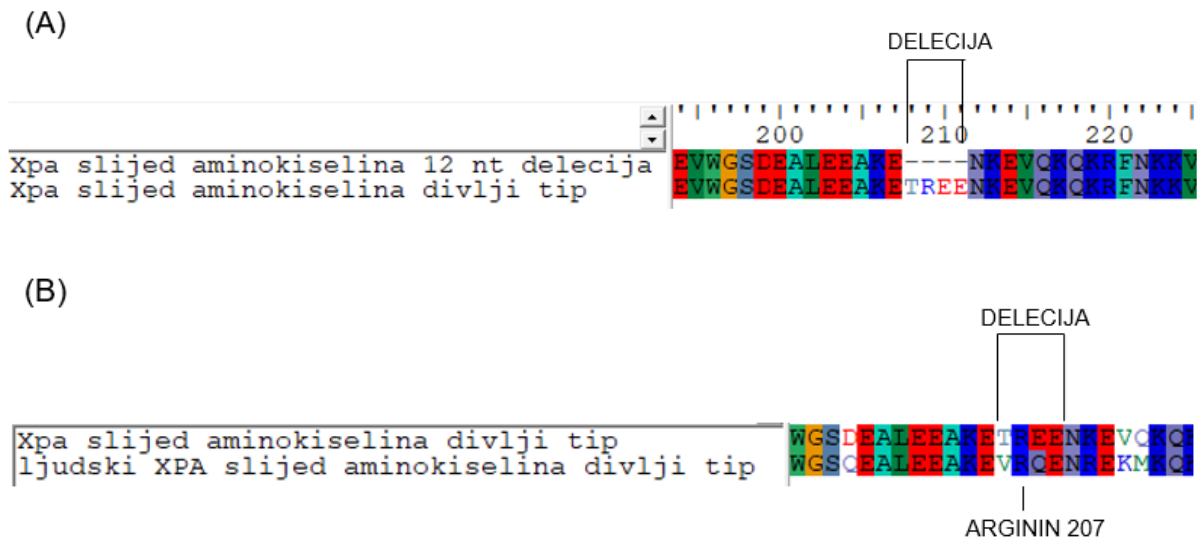 (A)
DELECIJA
200 210 220
Xpa slijed aminokiselina 12 nt delecija EVWGSDEALEEAKE----NKEVQKQKRFNKKV
Xpa slijed aminokiselina divlji tip EVWGSDEALEEAKETREENKEVQKQKRFNKKV
(B)
DELECIJA
Xpa slijed aminokiselina divlji tip WGSDEALEEAKETREENKEVQKQ
ljudski XPA slijed aminokiselina divlji tip WGSQEALEEAKEVRQENREKMKQ
ARGININ 207